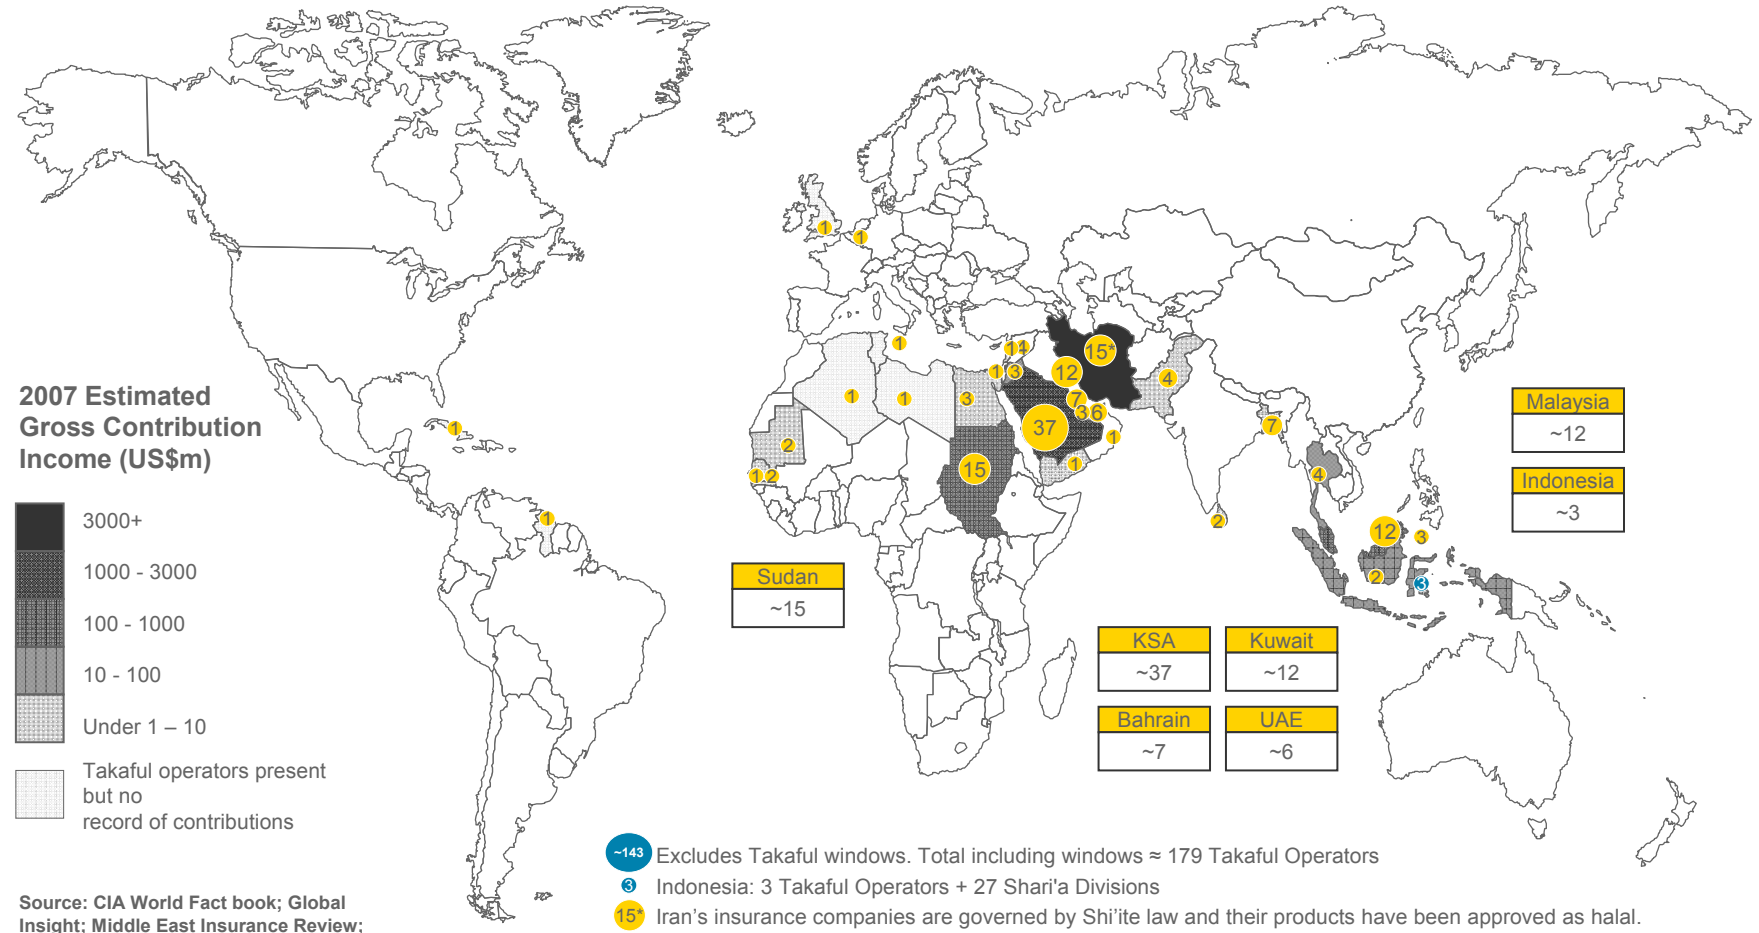 1
1
1
11
1
1
3
12
15*
4
1
1
3
7
3
6
37
1
7
2
1
2
15
1
4
1
2
12
3
2
3
2007 Estimated
Gross Contribution
Income (US$m)
3000+
1000 - 3000
100 - 1000
10 - 100
Under 1 – 10
Takaful operators present
but no
record of contributions
Malaysia
~12
Indonesia
~3
Sudan
~15
KSA
~37
Kuwait
~12
Bahrain
~7
UAE
~6
~143 Excludes Takaful windows. Total including windows ≈ 179 Takaful Operators
3 Indonesia: 3 Takaful Operators + 27 Shari'a Divisions
15* Iran’s insurance companies are governed by Shi’ite law and their products have been approved as halal.
Source: CIA World Fact book; Global
Insight; Middle East Insurance Review;